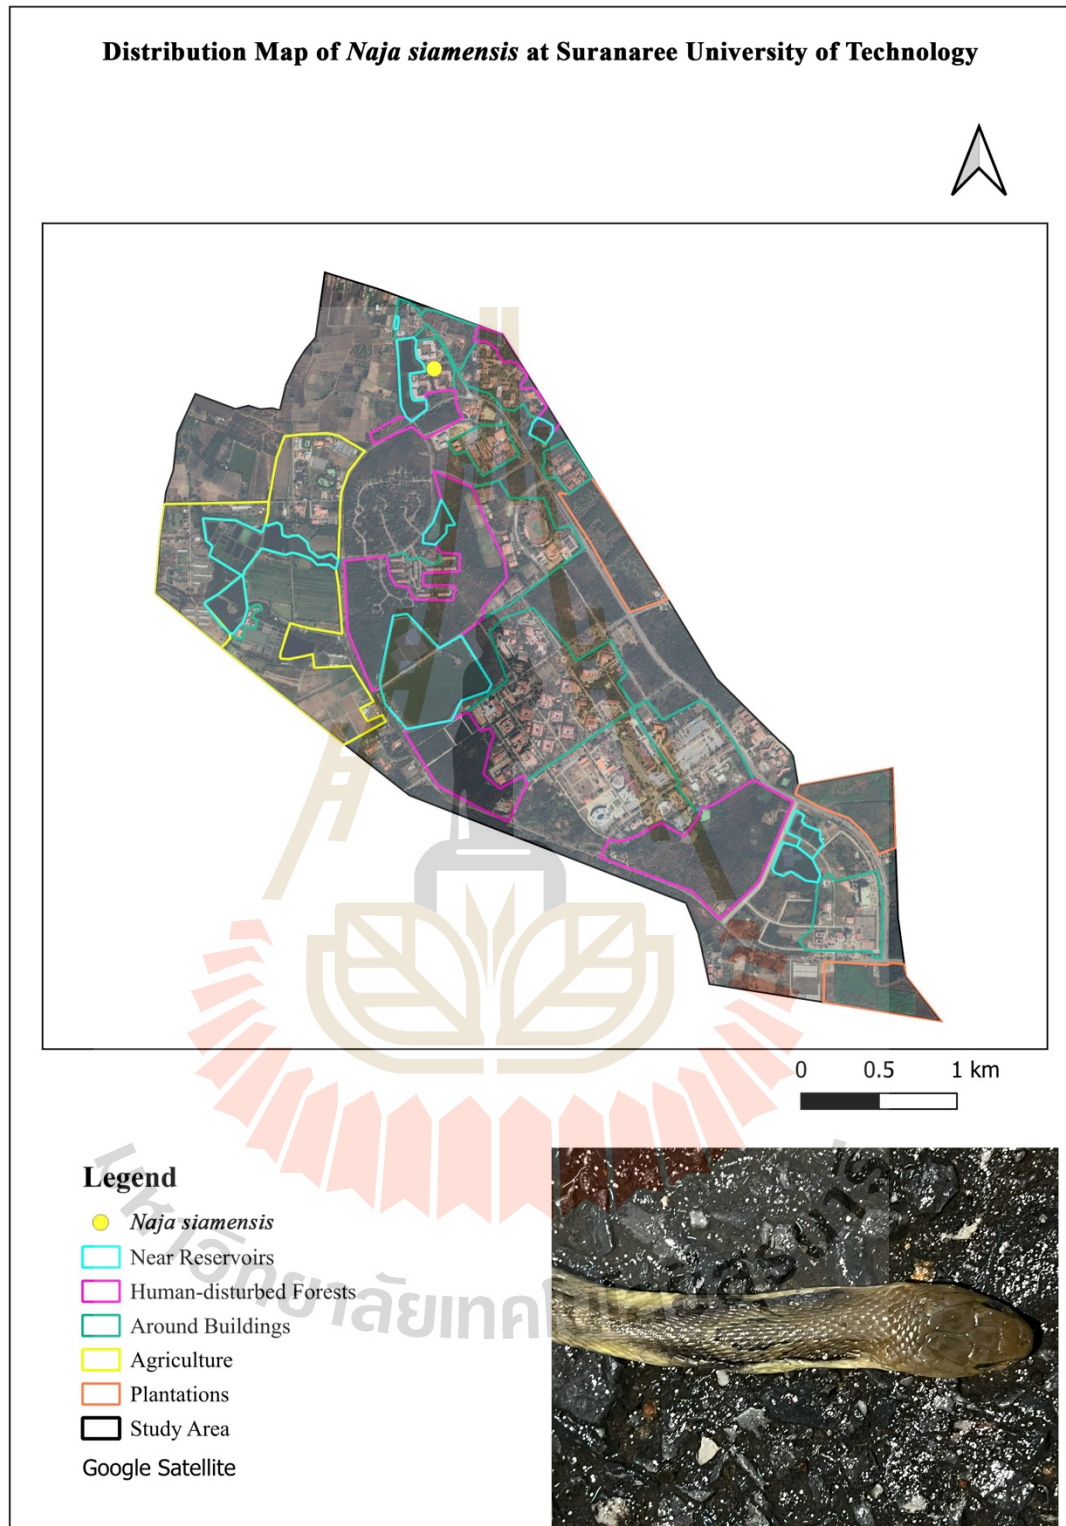 Distribution Map of Naja siamensis at Suranaree University of Technology
0 0.5 1 km
Legend
Naja siamensis
Near Reservoirs
Human-disturbed Forests
Around Buildings
Agriculture
Plantations
Study Area
Google Satellite